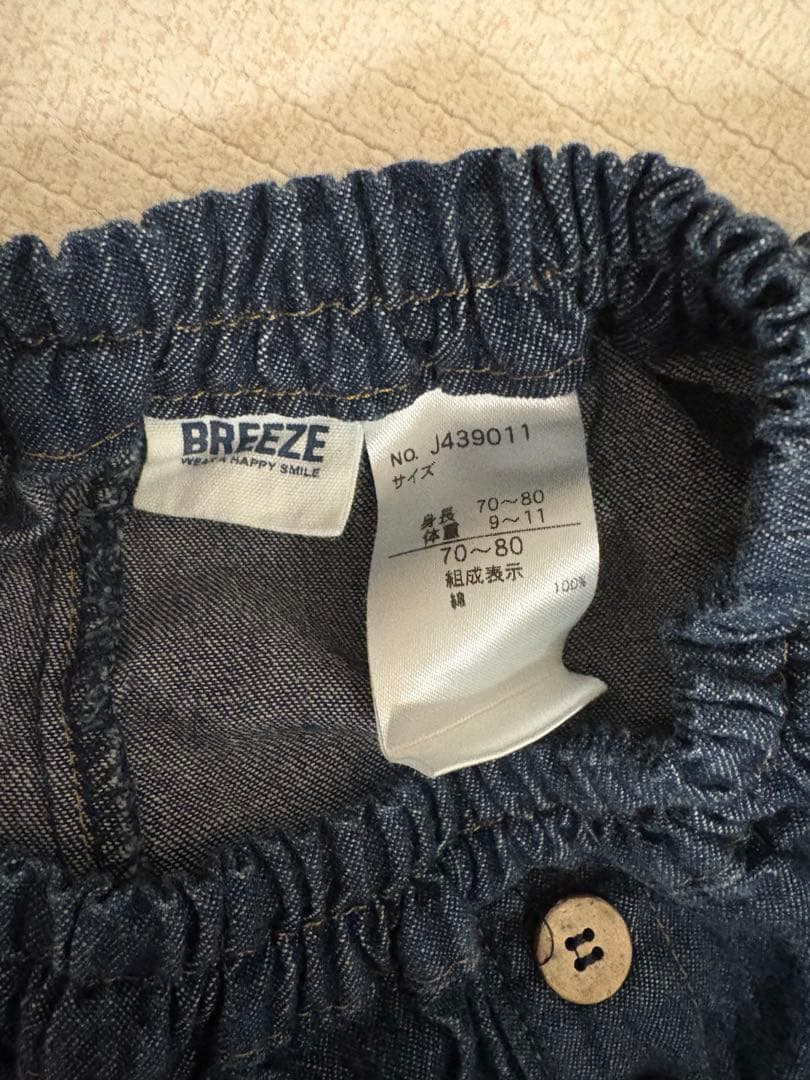 BREEZE
WEAR A HAPPY SMILE
No. J439011
サイズ
身長 70～80
体重 9～11
70～80
組成表示
綿 100%